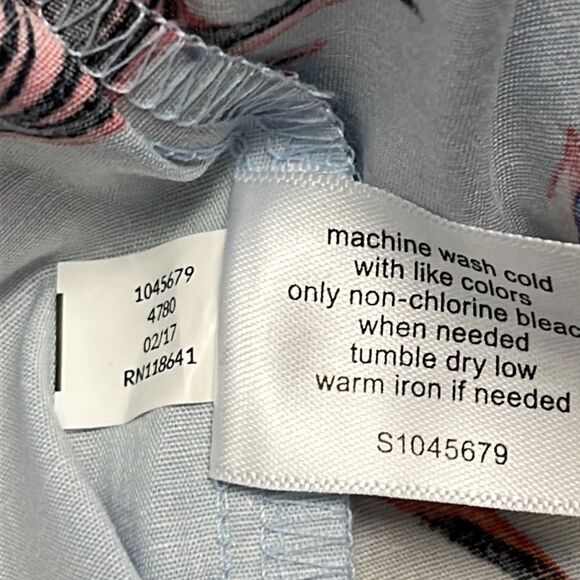 1045679
4780
02/17
RN118641
machine wash cold
with like colors
only non-chlorine bleac
when needed
tumble dry low
warm iron if needed
S1045679